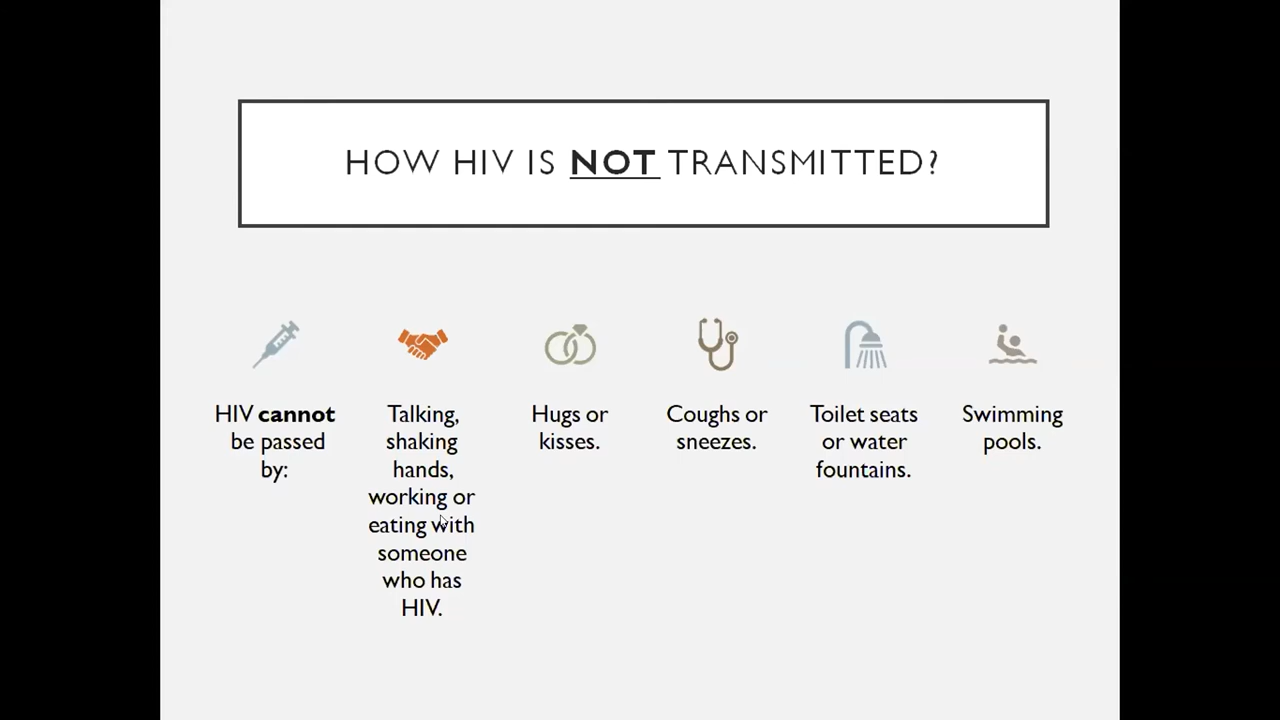 HOW HIV IS NOT TRANSMITTED?
HIV cannot
be passed
by:
Talking,
shaking
hands,
working or
eating with
someone
who has
HIV.
Hugs or
kisses.
Coughs or
sneezes.
Toilet seats
or water
fountains.
Swimming
pools.